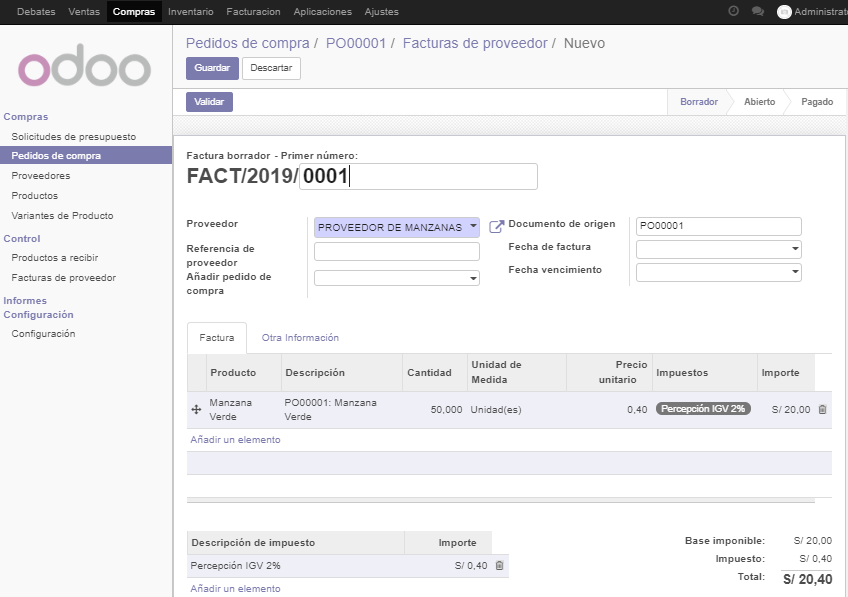 Debates Ventas Compras Inventario Facturacion Aplicaciones Ajustes Administrat
odoo
Compras
Solicitudes de presupuesto
Pedidos de compra
Proveedores
Productos
Variantes de Producto
Control
Productos a recibir
Facturas de proveedor
Informes
Configuración
Configuración
Pedidos de compra / PO00001 / Facturas de proveedor / Nuevo
Guardar Descartar
Validar Borrador Abierto Pagado
Factura borrador - Primer número:
FACT/2019/ 0001
Proveedor PROVEEDOR DE MANZANAS
Referencia de
proveedor
Añadir pedido de
compra
Documento de origen PO00001
Fecha de factura
Fecha vencimiento
Factura Otra Información
Producto Descripción Cantidad Unidad de Medida Precio unitario Impuestos Importe
Manzana Verde PO00001: Manzana Verde 50,000 Unidad(es) 0,40 Percepción IGV 2% S/ 20,00
Añadir un elemento
Descripción de impuesto Importe
Percepción IGV 2% S/ 0,40
Añadir un elemento
Base imponible: S/ 20,00
Impuesto: S/ 0,40
Total: S/ 20,40